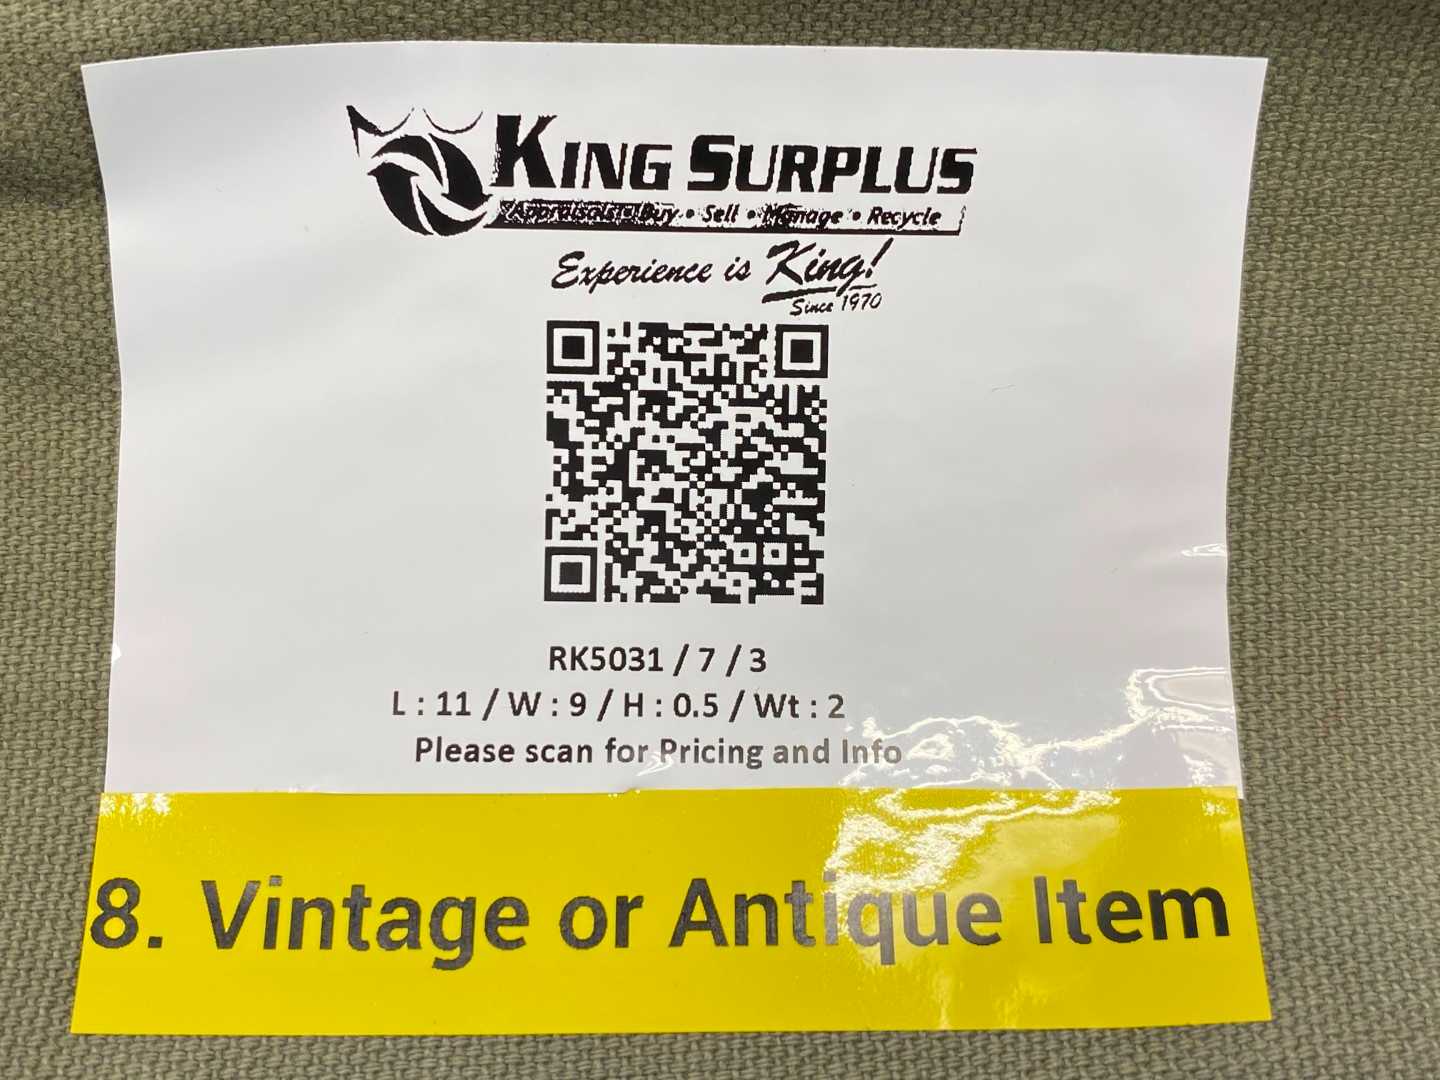 KING SURPLUS
Appraisals • Buy • Sell • Manage • Recycle
Experience is King!
Since 1970
RK5031 / 7 / 3
L : 11 / W : 9 / H : 0.5 / Wt : 2
Please scan for Pricing and Info
8. Vintage or Antique Item